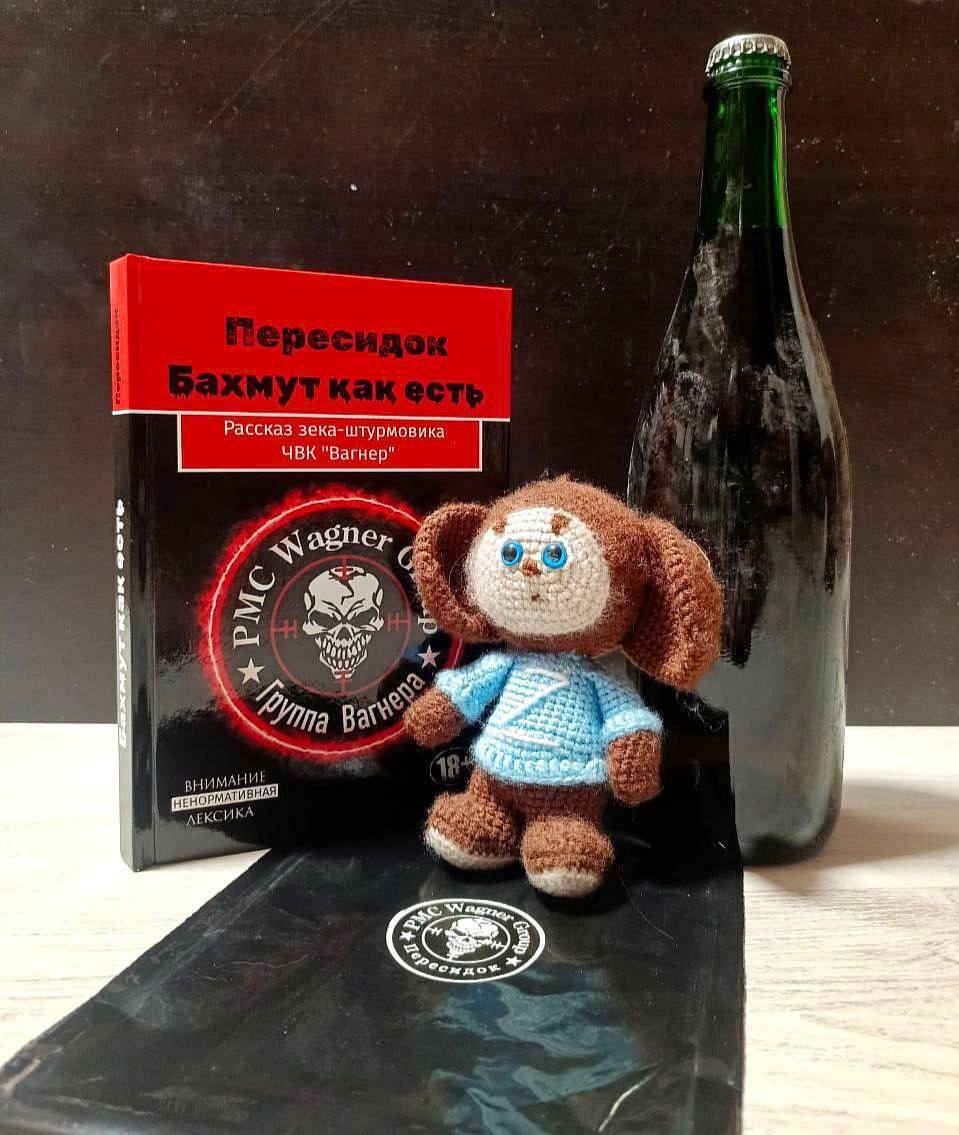 Пересидок
Бахмут как есть
Рассказ зека-штурмовика
ЧВК "Вагнер"
PMC Wagner G
p
Группа Вагнера
18+
ВНИМАНИЕ
НЕНОРМАТИВНАЯ
ЛЕКСИКА
Пересидок
Бахмут как есть
Z
PMC Wagner Group
Пересидок